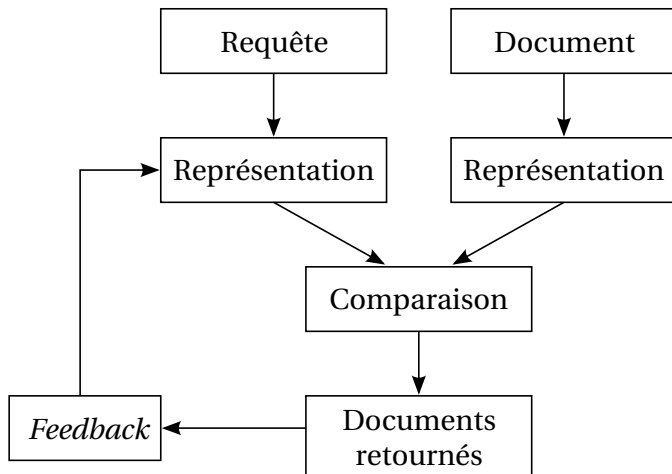 Requête
Document
Représentation
Représentation
Comparaison
Feedback
Documents
retournés